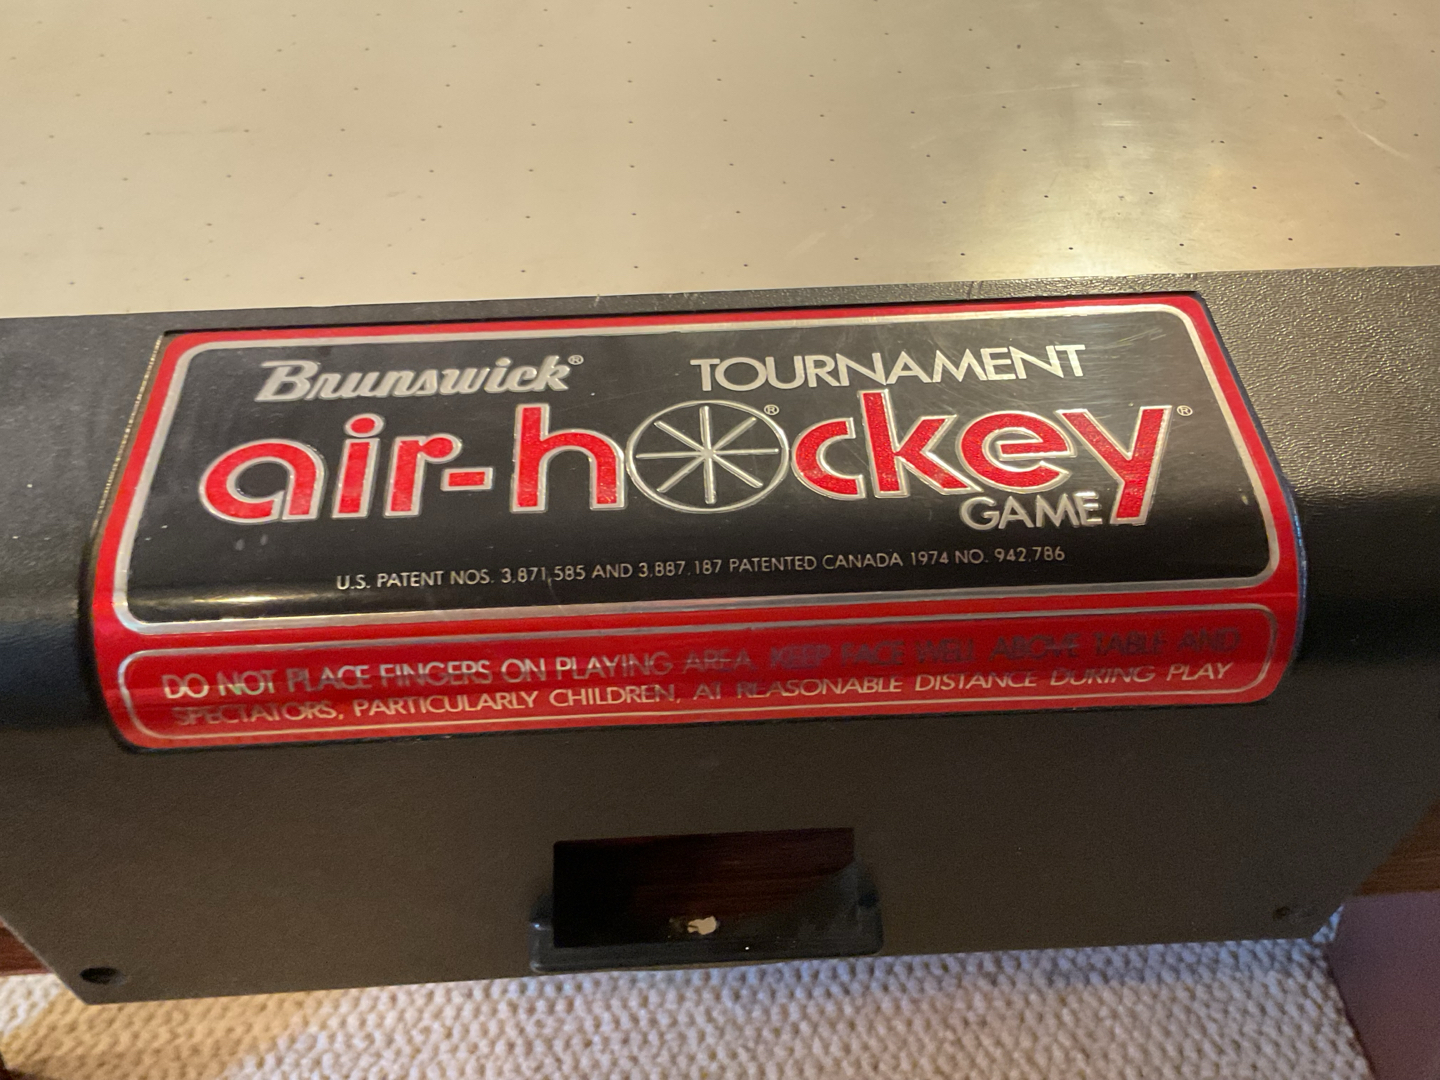 Brunswick® TOURNAMENT
air-hockey®
GAME
U.S. PATENT NOS. 3,871,585 AND 3,887,187 PATENTED CANADA 1974 NO. 942,786
DO NOT PLACE FINGERS ON PLAYING AREA, KEEP FACE WELL ABOVE TABLE AND
SPECTATORS, PARTICULARLY CHILDREN, AT REASONABLE DISTANCE DURING PLAY